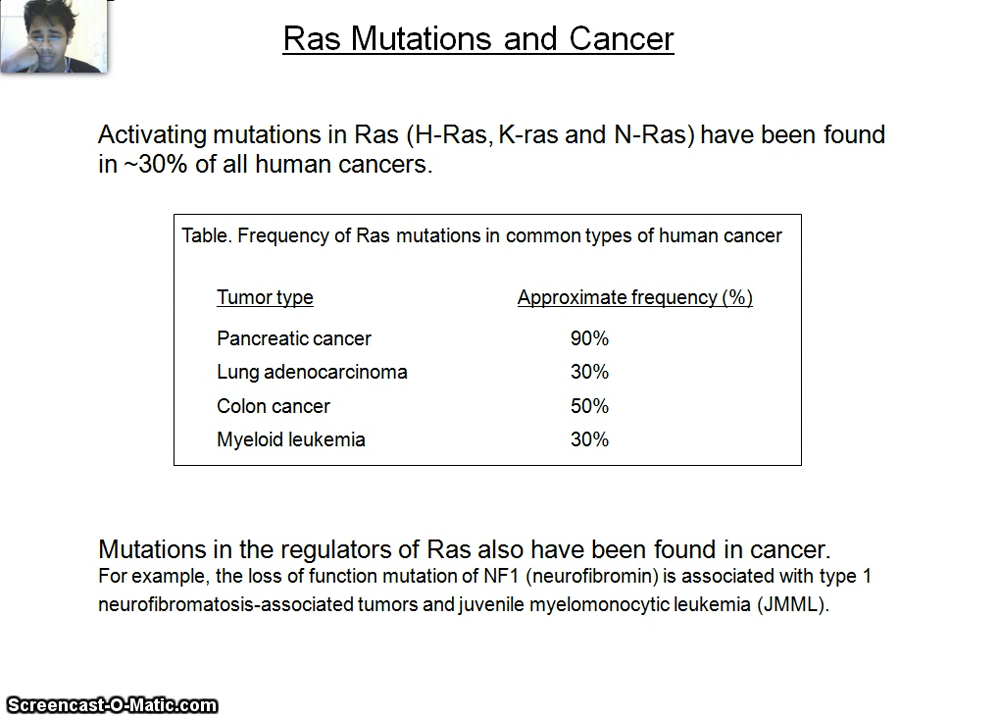 Ras Mutations and Cancer
Activating mutations in Ras (H-Ras, K-ras and N-Ras) have been found
in ~30% of all human cancers.
Table. Frequency of Ras mutations in common types of human cancer
Tumor type Approximate frequency (%)
Pancreatic cancer 90%
Lung adenocarcinoma 30%
Colon cancer 50%
Myeloid leukemia 30%
Mutations in the regulators of Ras also have been found in cancer.
For example, the loss of function mutation of NF1 (neurofibromin) is associated with type 1
neurofibromatosis-associated tumors and juvenile myelomonocytic leukemia (JMML).
Screencast-O-Matic.com